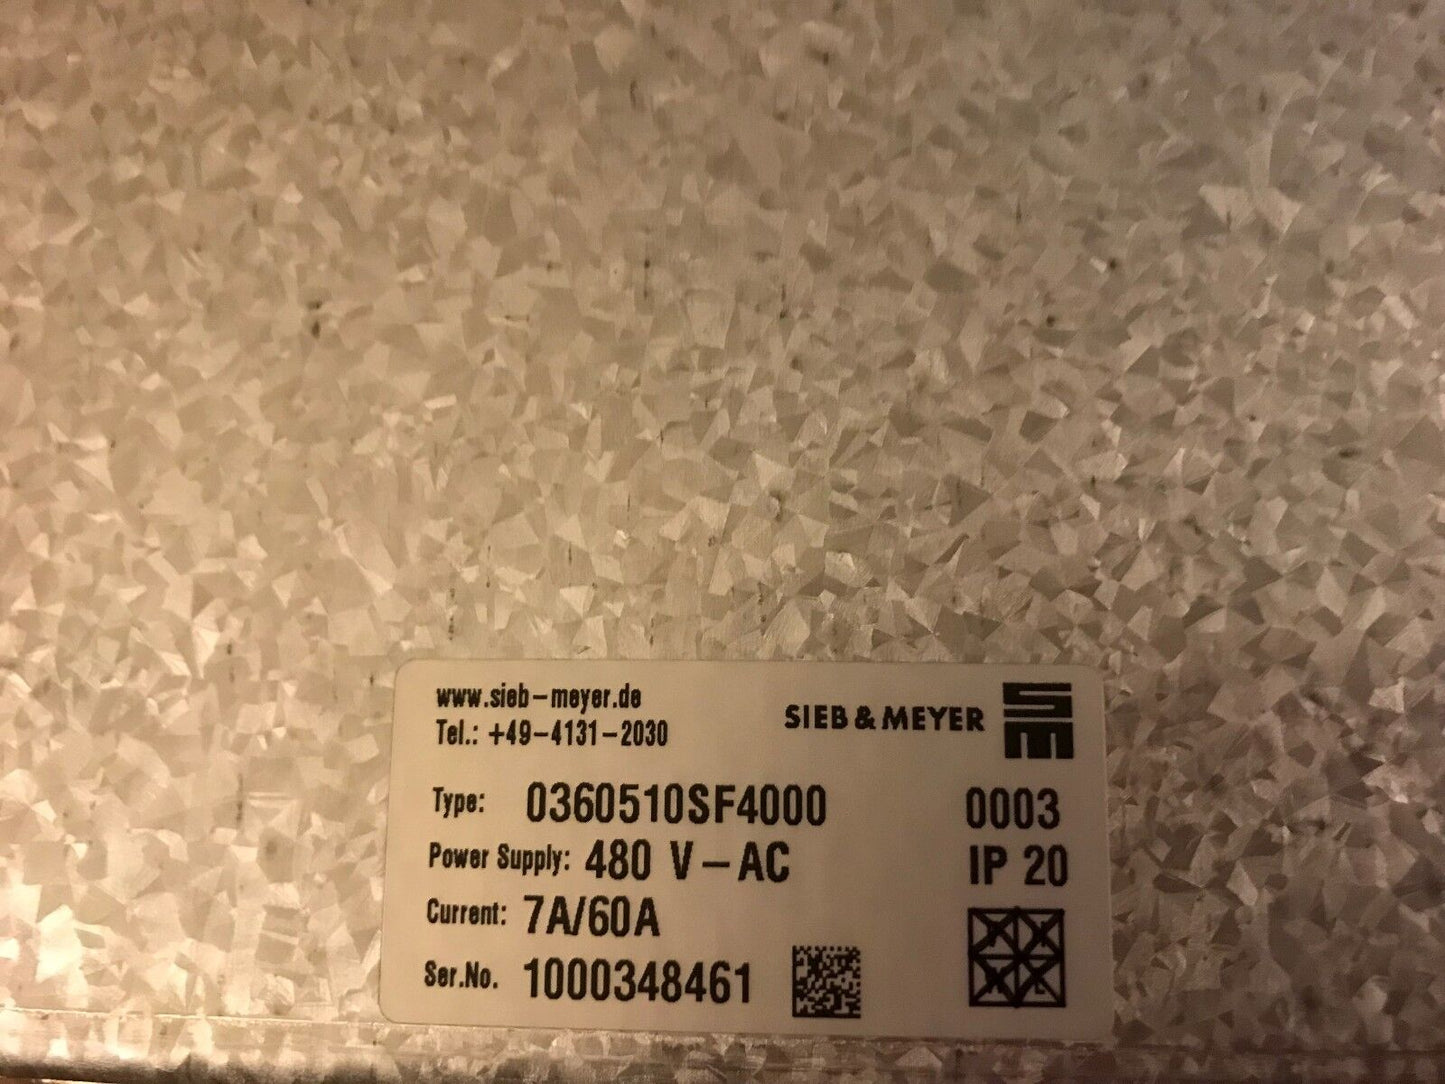 www.sieb-meyer.de
Tel.: +49-4131-2030
SIEB & MEYER
Type: 0360510SF4000 0003
Power Supply: 480 V-AC IP 20
Current: 7A/60A
Ser.No. 1000348461